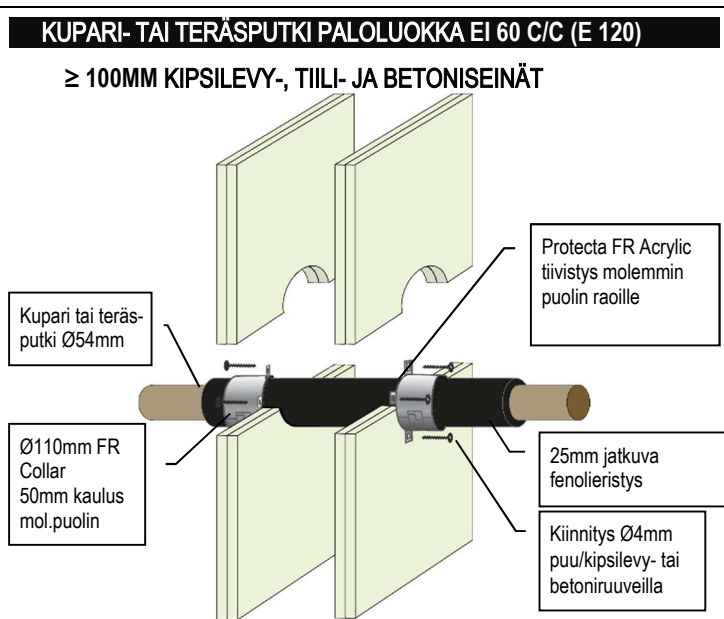 KUPARI- TAI TERÄSPUTKI PALOLUOKKA EI 60 C/C (E 120)
≥ 100MM KIPSILEVY-, TIILI- JA BETONISEINÄT
Protecta FR Acrylic
tiivistys molemmin
puolin raoille
Kupari tai teräs-
putki Ø54mm
Ø110mm FR
Collar
50mm kaulus
mol.puolin
25mm jatkuva
fenolieristys
Kiinnitys Ø4mm
puu/kipsilevy- tai
betoniruuveilla